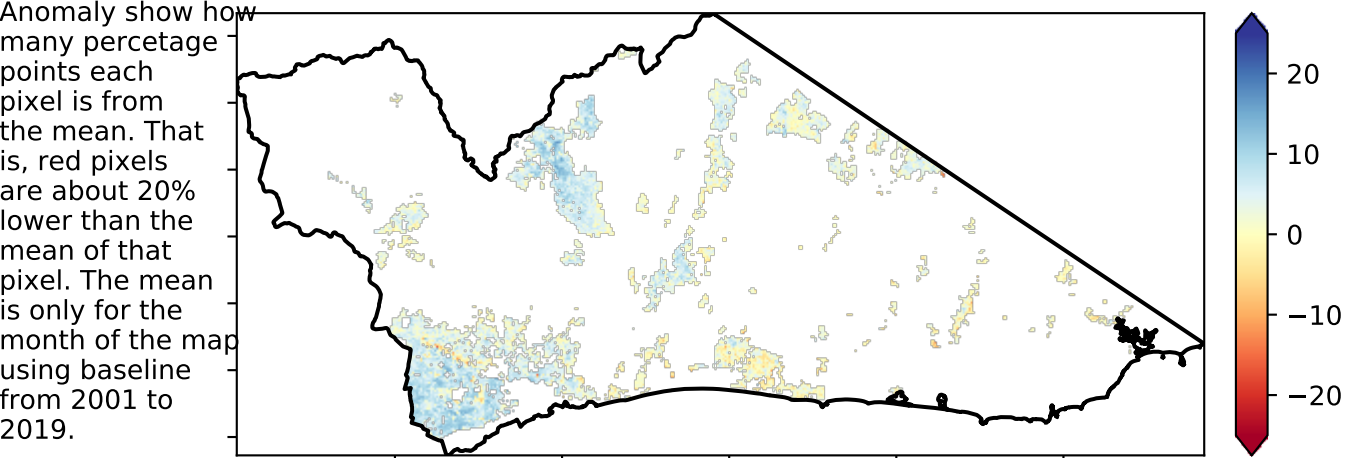 Anomaly show how
many percetage
points each
pixel is from
the mean. That
is, red pixels
are about 20%
lower than the
mean of that
pixel. The mean
is only for the
month of the map
using baseline
from 2001 to
2019.
20
10
0
−10
−20